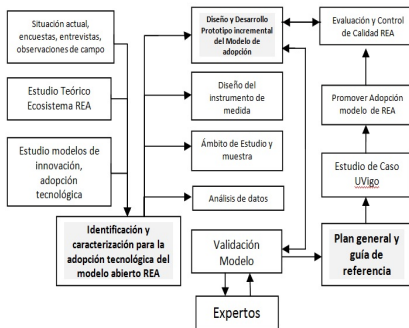 Situación actual,
encuestas, entrevistas,
observaciones de campo
Estudio Teórico
Ecosistema REA
Estudio modelos de
innovación,
adopción
tecnológica
Identificación y
caracterización para la
adopción tecnológica del
modelo abierto REA
Diseño y Desarrollo
Prototipo incremental
del Modelo de
adopción
Diseño del
instrumento de
medida
Ámbito de Estudio y
muestra
Análisis de datos
Validación
Modelo
Expertos
Evaluación y Control
de Calidad REA
Promover Adopción
modelo de REA
Estudio de Caso
UVigo
Plan general y
guía de
referencia